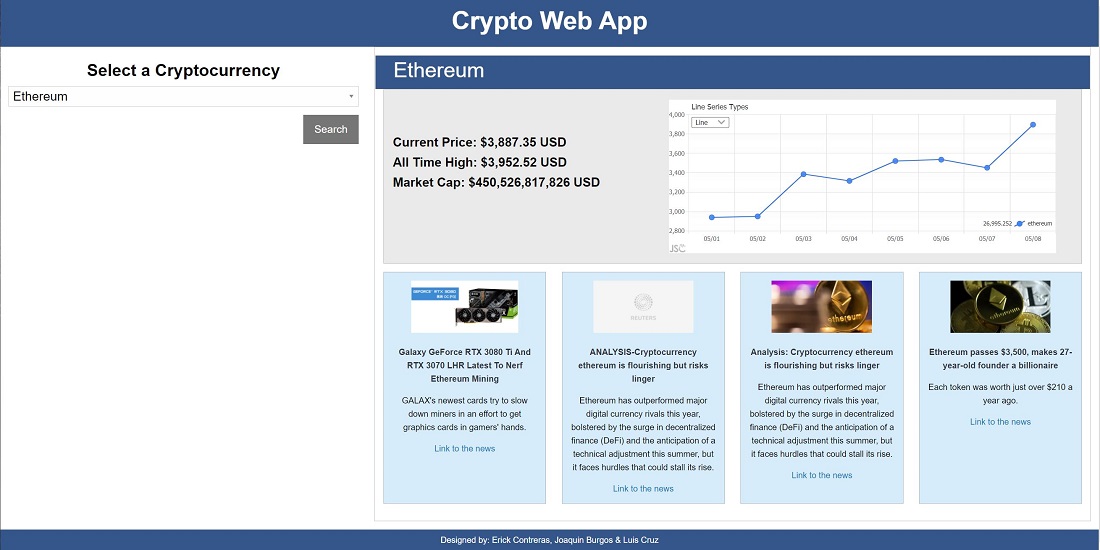 Crypto Web App
Select a Cryptocurrency
Ethereum
Search
Ethereum
Current Price: $3,887.35 USD
All Time High: $3,952.52 USD
Market Cap: $450,526,817,826 USD
Line Series Types
Line
4,000
3,800
3,600
3,400
3,200
3,000
2,800
26,995.252 ethereum
05/01 05/02 05/03 05/04 05/05 05/06 05/07 05/08
JSC
GEFORCE RTX 3080
Galaxy GeForce RTX 3080 Ti And
RTX 3070 LHR Latest To Nerf
Ethereum Mining
GALAX's newest cards try to slow
down miners in an effort to get
graphics cards in gamers' hands.
Link to the news
REUTERS
ANALYSIS-Cryptocurrency
ethereum is flourishing but risks
linger
Ethereum has outperformed major
digital currency rivals this year,
bolstered by the surge in decentralized
finance (DeFi) and the anticipation of a
technical adjustment this summer, but
it faces hurdles that could stall its rise.
Link to the news
ethereum
Analysis: Cryptocurrency ethereum
is flourishing but risks linger
Ethereum has outperformed major
digital currency rivals this year,
bolstered by the surge in decentralized
finance (DeFi) and the anticipation of a
technical adjustment this summer, but
it faces hurdles that could stall its rise.
Link to the news
Ethereum passes $3,500, makes 27-
year-old founder a billionaire
Each token was worth just over $210 a
year ago.
Link to the news
Designed by: Erick Contreras, Joaquin Burgos & Luis Cruz